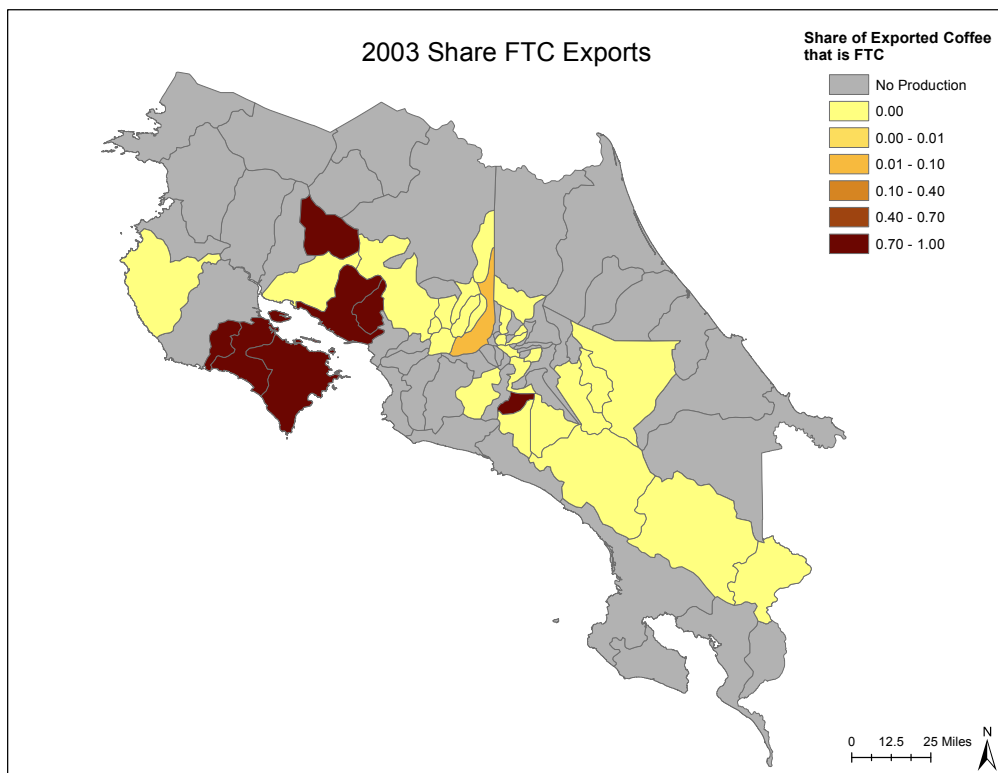 2003 Share FTC Exports
Share of Exported Coffee
that is FTC
No Production
0.00
0.00 - 0.01
0.01 - 0.10
0.10 - 0.40
0.40 - 0.70
0.70 - 1.00
N
0 12.5 25 Miles